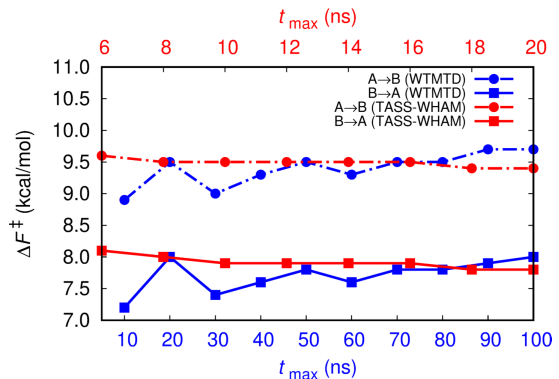 t max (ns)
6 8 10 12 14 16 18 20
11.0
10.5
10.0
9.5
9.0
8.5
8.0
7.5
7.0
ΔF‡ (kcal/mol)
A→B (WTMTD)
B→A (WTMTD)
A→B (TASS-WHAM)
B→A (TASS-WHAM)
10 20 30 40 50 60 70 80 90 100
t max (ns)